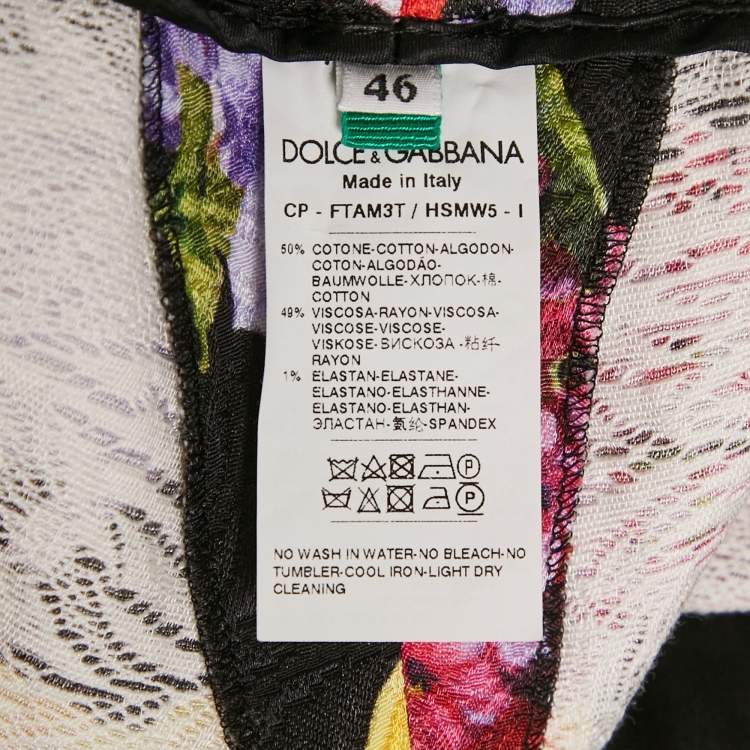 46
DOLCE & GABBANA
Made in Italy
CP - FTAM3T / HSMW5 - I
50% COTONE-COTTON-ALGODON-
COTON-ALGODÃO-
BAUMWOLLE-ХЛОПОК-棉-
COTTON
49% VISCOSA-RAYON-VISCOSA-
VISCOSE-VISCOSE-
VISKOSE-ВИСКОЗА -粘纤-
RAYON
1% ELASTAN-ELASTANE-
ELASTANO-ELASTHANNE-
ELASTANO-ELASTHAN-
ЭЛАСТАН-氨纶-SPANDEX
P
P
NO WASH IN WATER-NO BLEACH-NO
TUMBLER-COOL IRON-LIGHT DRY
CLEANING